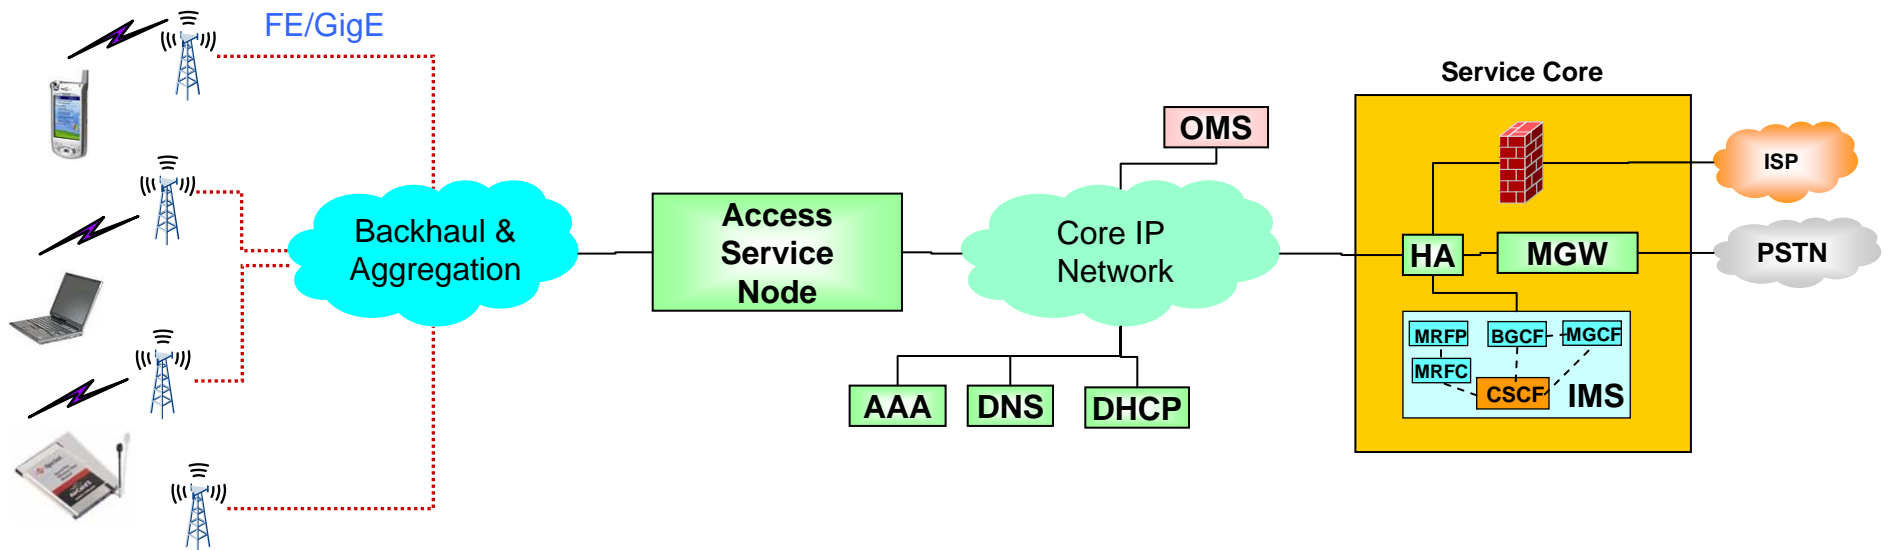 FE/GigE
Service Core
OMS
ISP
Backhaul &
Aggregation
Access
Service
Node
Core IP
Network
HA
MGW
PSTN
MRFP
BGCF
MGCF
MRFC
CSCF
IMS
AAA
DNS
DHCP